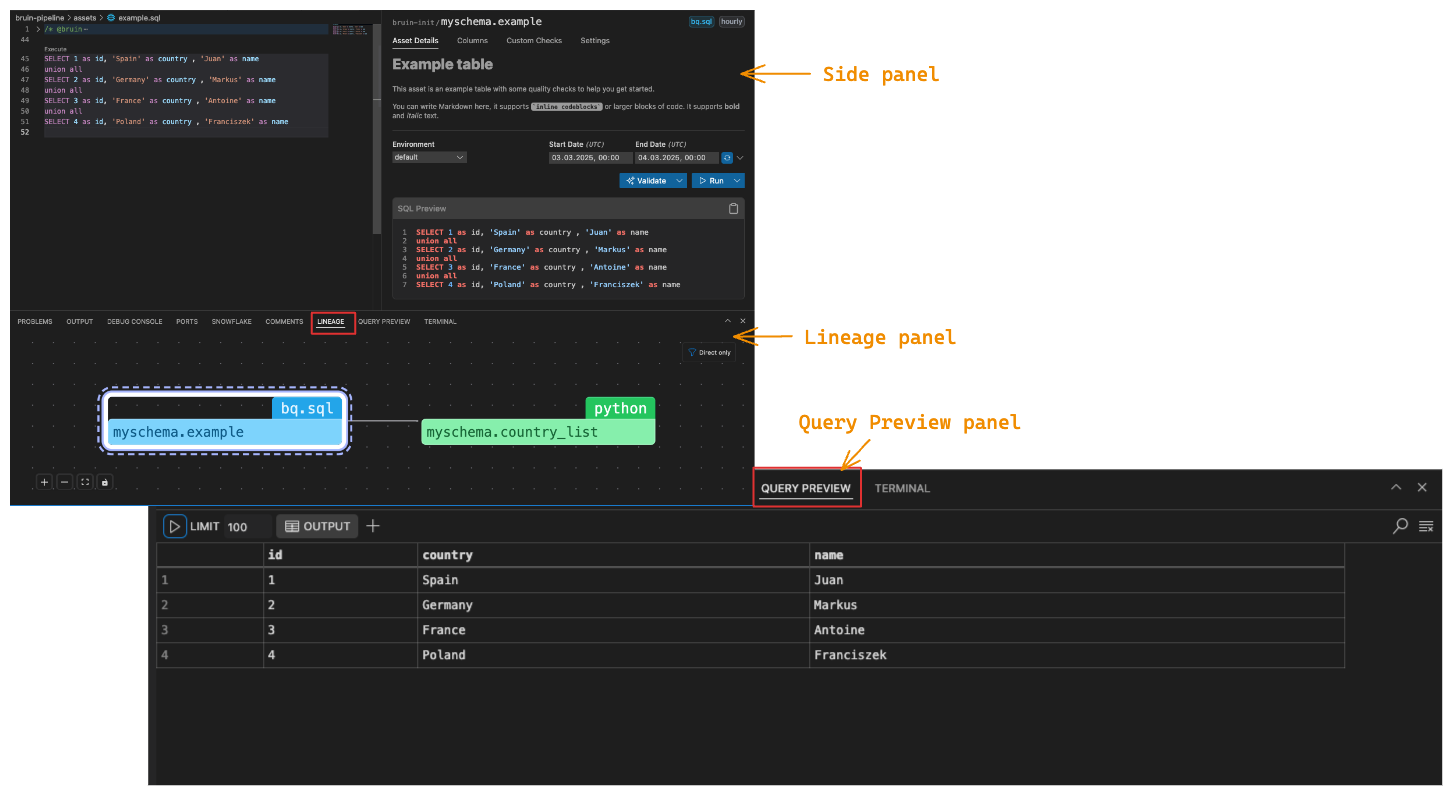 bruin-pipeline > assets > example.sql
1 > /* @bruin
44
Execute
45 SELECT 1 as id, 'Spain' as country , 'Juan' as name
46 union all
47 SELECT 2 as id, 'Germany' as country , 'Markus' as name
48 union all
49 SELECT 3 as id, 'France' as country , 'Antoine' as name
50 union all
51 SELECT 4 as id, 'Poland' as country , 'Franciszek' as name
52
bruin-init/myschema.example bq.sql hourly
Asset Details Columns Custom Checks Settings
Example table
This asset is an example table with some quality checks to help you get started.
You can write Markdown here, it supports `inline codeblocks` or larger blocks of code. It supports bold
and italic text.
Environment Start Date (UTC) End Date (UTC)
default 03.03.2025, 00:00 04.03.2025, 00:00
Validate Run
SQL Preview
1 SELECT 1 as id, 'Spain' as country , 'Juan' as name
2 union all
3 SELECT 2 as id, 'Germany' as country , 'Markus' as name
4 union all
5 SELECT 3 as id, 'France' as country , 'Antoine' as name
6 union all
7 SELECT 4 as id, 'Poland' as country , 'Franciszek' as name
Side panel
PROBLEMS OUTPUT DEBUG CONSOLE PORTS SNOWFLAKE COMMENTS LINEAGE QUERY PREVIEW TERMINAL
Lineage panel
Direct only
bq.sql
myschema.example
python
myschema.country_list
Query Preview panel
QUERY PREVIEW TERMINAL
LIMIT 100 OUTPUT
id country name
1 1 Spain Juan
2 2 Germany Markus
3 3 France Antoine
4 4 Poland Franciszek